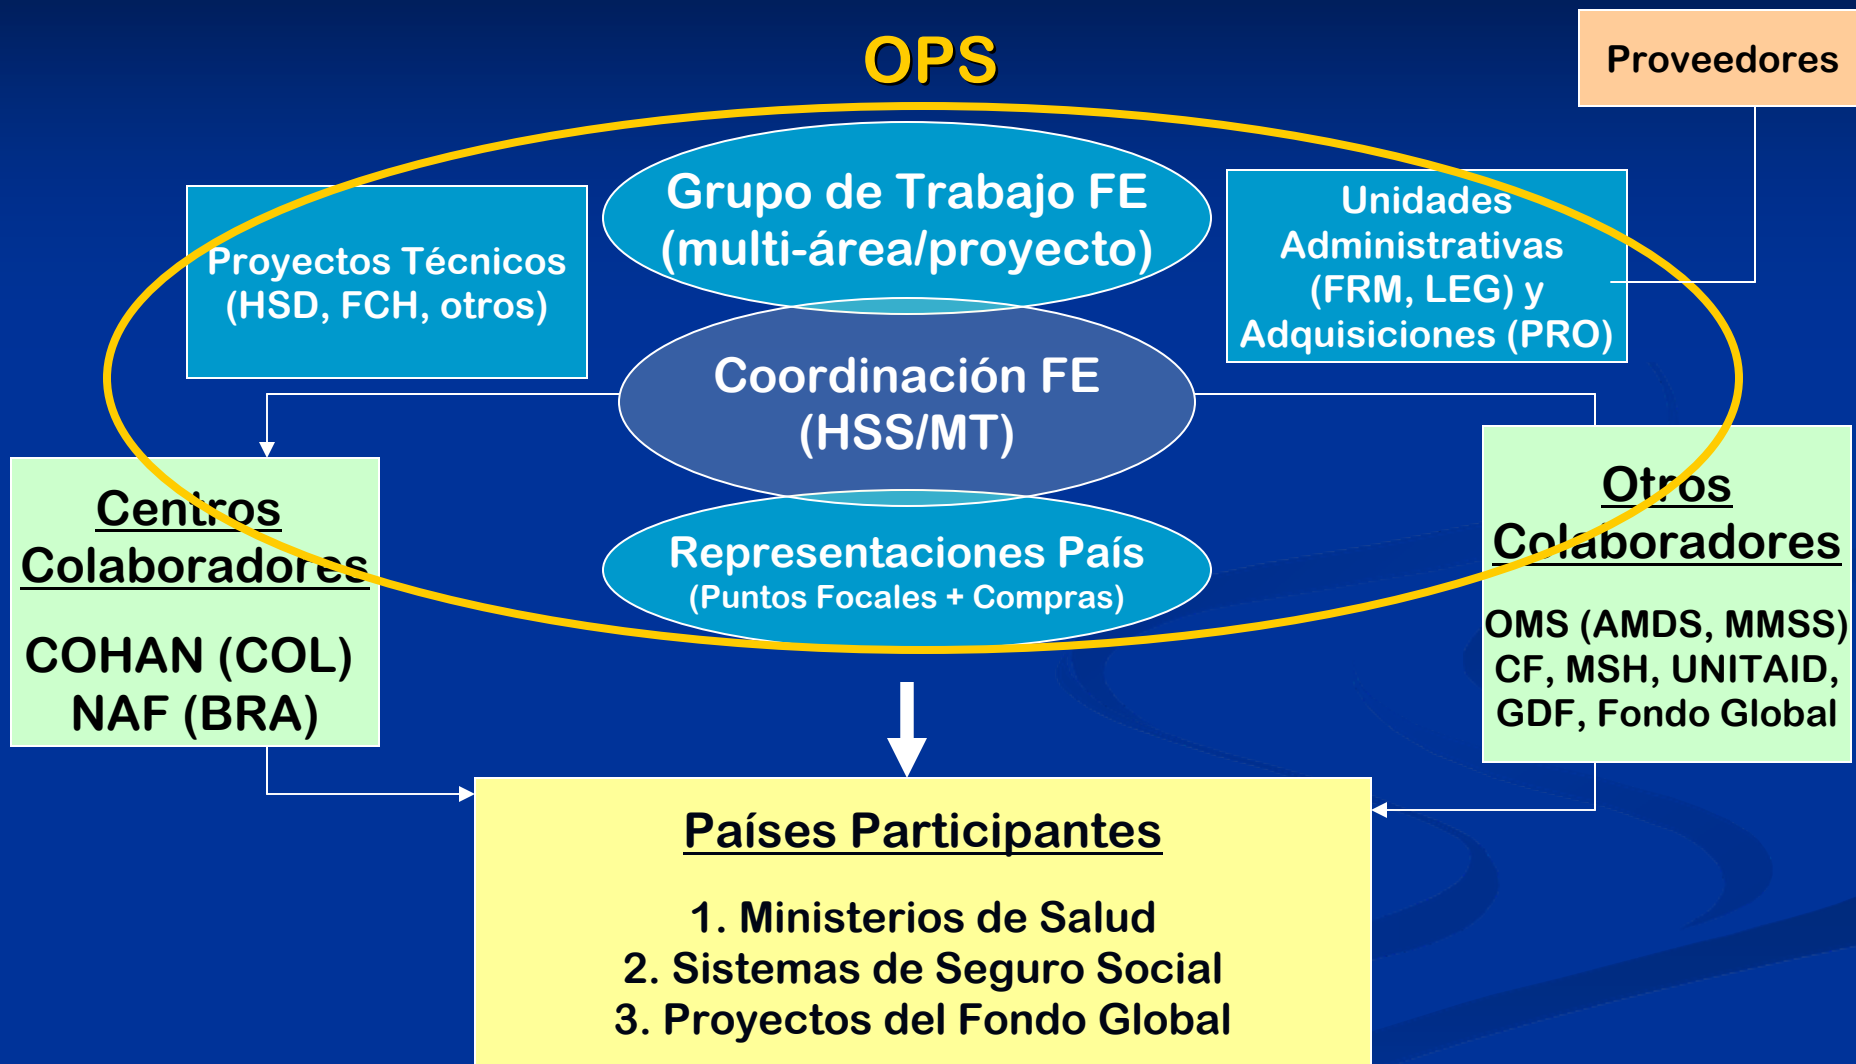 OPS
Proveedores
Grupo de Trabajo FE
(multi-área/proyecto)
Proyectos Técnicos
(HSD, FCH, otros)
Unidades
Administrativas
(FRM, LEG) y
Adquisiciones (PRO)
Coordinación FE
(HSS/MT)
Centros
Colaboradores
COHAN (COL)
NAF (BRA)
Representaciones País
(Puntos Focales + Compras)
Otros
Colaboradores
OMS (AMDS, MMSS)
CF, MSH, UNITAID,
GDF, Fondo Global
Países Participantes
1. Ministerios de Salud
2. Sistemas de Seguro Social
3. Proyectos del Fondo Global